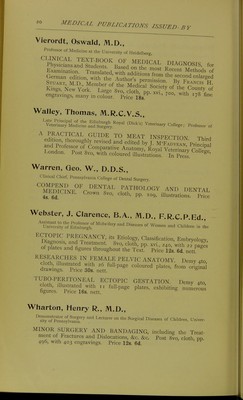 20 MEDICAL PUBLICATIONS ISSUED BY
Vierordt, Oswald, M.D.,
Professor of Medicine at the University of Heidelberg.
CLINICAL TEXT-BOOK OF MEDICAL DIAGNOSIS, for
Physicians and Students. Based on the most Recent Methods of
Examination. Translated, with additions from the second enlarged
German edition, with the Author's permission. By FRANCIS H.
STUART, M.D., Member of the Medical Society of the County of
Kings, New York. Large 8vo, cloth, pp. xvi., 700, with 178 fine
engravings, many in colour. Price 18s.
Walley, Thomas, M.R.C.V.S.,
Late Principal of the Edinburgh Royal (Dick's) Veterinary College; Professor of
Veterinary Medicine and Surgery.
A PRACTICAL GUIDE TO MEAT INSPECTION. Third
edition, thoroughly revised and edited by J. M'FADYEAN, Principal
and Professor of Comparative Anatomy, Royal Veterinary College,
London. Post 8vo, with coloured illustrations. In Press.
Warren, Geo. W., D.D.S.,
Clinical Chief, Pennsylvania College of Dental Surgery.
COMPEND OF DENTAL PATHOLOGY AND DENTAL
MEDICINE. Crown 8vo, cloth, pp. 109, illustrations. Price
4s. 6d.
Webster, J. Clarence, B.A., M.D., F.R.C.P.Ed.,
Assistant to the Professor of Midwifery and Diseases of Women and Children in the
University of Edinburgh.
ECTOPIC PREGNANCY, its Etiology, Classification, Embryology,
Diagnosis, and Treatment. 8vo, cloth, pp. xii., 240, with 11 pages
of plates and figures throughout the Text. Price 12s. 6d. nett.
RESEARCHES IN FEMALE PELVIC ANATOMY. Demy 4to,
cloth, illustrated with 26 full-page coloured plates, from original
drawings. Price 30s. nett.
TUBO-PERITONEAL ECTOPIC GESTATION. Demy 4to,
cloth, illustrated with 11 full-page plates, exhibiting numerous
figures. Price 16s. nett.
Wharton, Henry R., M.D.,
Demonstrator of Surgery and Lecturer on the Surgical Diseases of Children, Univer-
sity of Pennsylvania.
MINOR SURGERY AND BANDAGING, including the Treat-
ment of Fractures and Dislocations, &c. &c. Post 8vo, cloth, pp.
498, with 403 engravings. Price 12s. 6d.